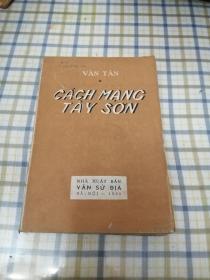 VĂN TÂN
CÁCH MẠNG
TÂY SƠN
NHÀ XUẤT BẢN
VĂN SỬ ĐỊA
HÀ-NỘI —